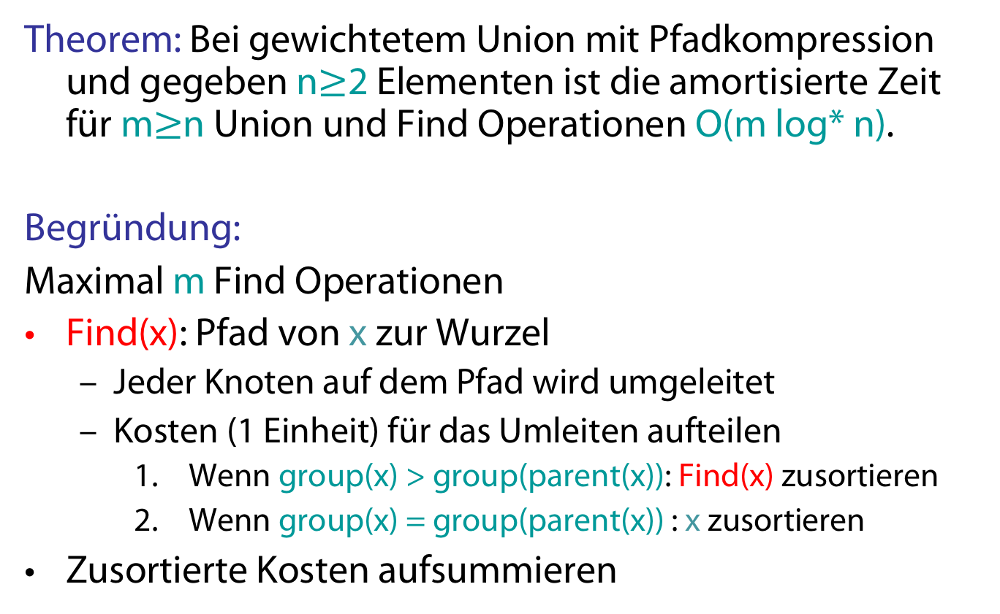 Theorem: Bei gewichtetem Union mit Pfadkompression
und gegeben n≥2 Elementen ist die amortisierte Zeit
für m≥n Union und Find Operationen O(m log* n).
Begründung:
Maximal m Find Operationen
• Find(x): Pfad von x zur Wurzel
– Jeder Knoten auf dem Pfad wird umgeleitet
– Kosten (1 Einheit) für das Umleiten aufteilen
1. Wenn group(x) > group(parent(x)): Find(x) zusortieren
2. Wenn group(x) = group(parent(x)) : x zusortieren
• Zusortierte Kosten aufsummieren